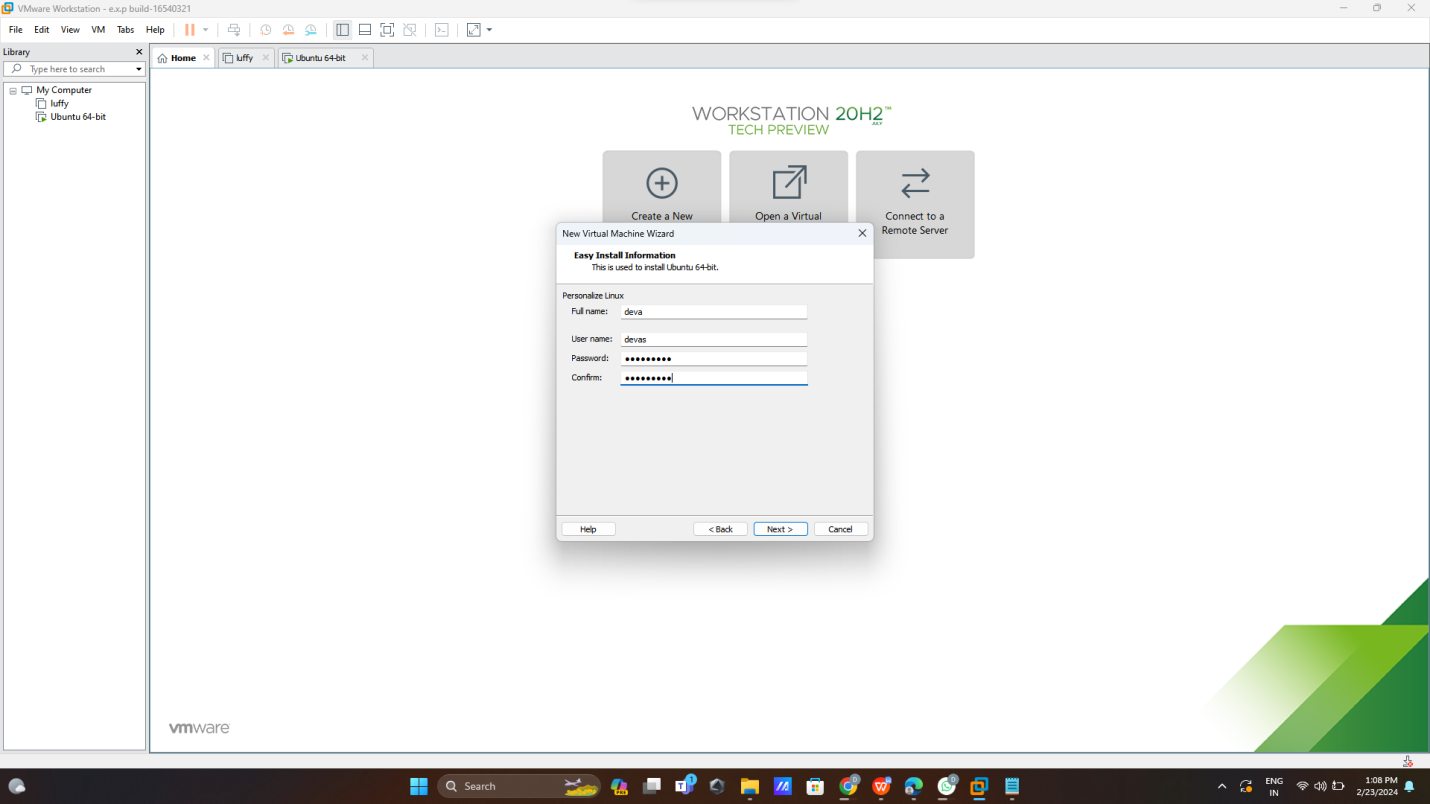 VMware Workstation - e.x.p build-16540321
File Edit View VM Tabs Help
Library
Type here to search
My Computer
luffy
Ubuntu 64-bit
Home luffy Ubuntu 64-bit
WORKSTATION 20H2™
JULY
TECH PREVIEW
Create a New
Open a Virtual
Connect to a
Remote Server
New Virtual Machine Wizard
Easy Install Information
This is used to install Ubuntu 64-bit.
Personalize Linux
Full name: deva
User name: devas
Password: •••••••••
Confirm: •••••••••
Help < Back Next > Cancel
vmware
Search
PRE
1
ENG
IN
1:08 PM
2/23/2024